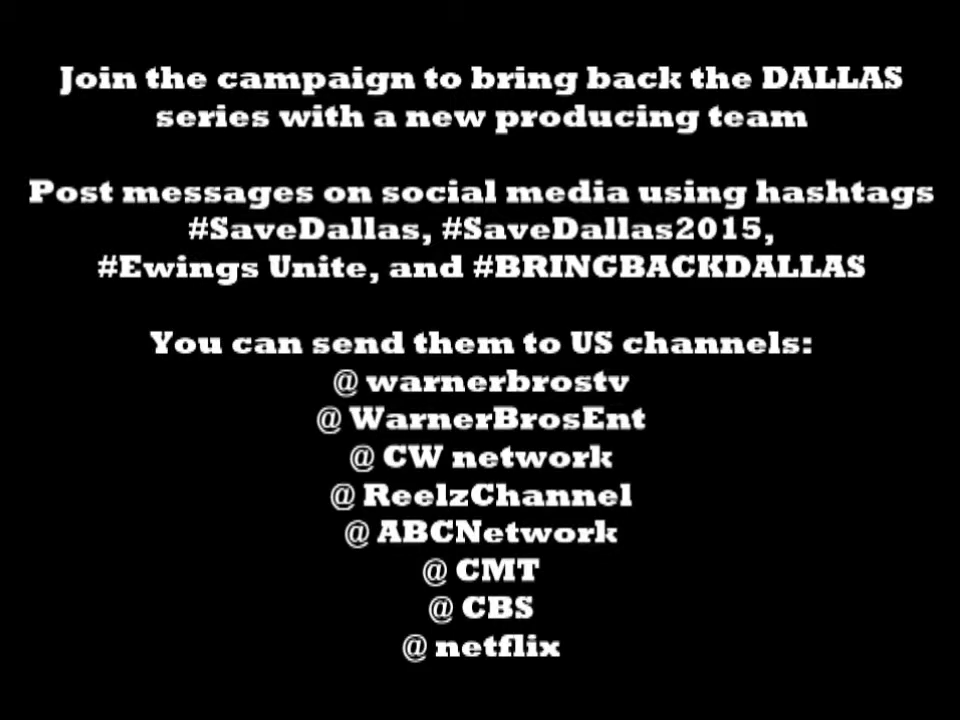 Join the campaign to bring back the DALLAS
series with a new producing team
Post messages on social media using hashtags
#SaveDallas, #SaveDallas2015,
#Ewings Unite, and #BRINGBACKDALLAS
You can send them to US channels:
@ warnerbrostv
@ WarnerBrosEnt
@ CW network
@ ReelzChannel
@ ABCNetwork
@ CMT
@ CBS
@ netflix